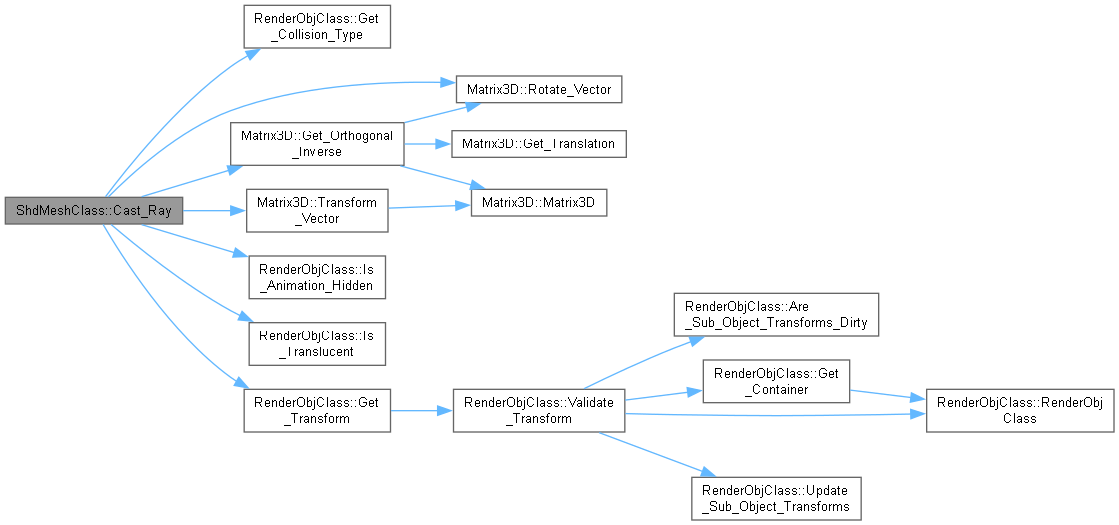 RenderObjClass::Get
_Collision_Type
Matrix3D::Rotate_Vector
Matrix3D::Get_Orthogonal
_Inverse
Matrix3D::Get_Translation
ShdMeshClass::Cast_Ray
Matrix3D::Transform
_Vector
Matrix3D::Matrix3D
RenderObjClass::Is
_Animation_Hidden
RenderObjClass::Is
_Translucent
RenderObjClass::Get
_Transform
RenderObjClass::Validate
_Transform
RenderObjClass::Are
_Sub_Object_Transforms_Dirty
RenderObjClass::Get
_Container
RenderObjClass::RenderObj
Class
RenderObjClass::Update
_Sub_Object_Transforms